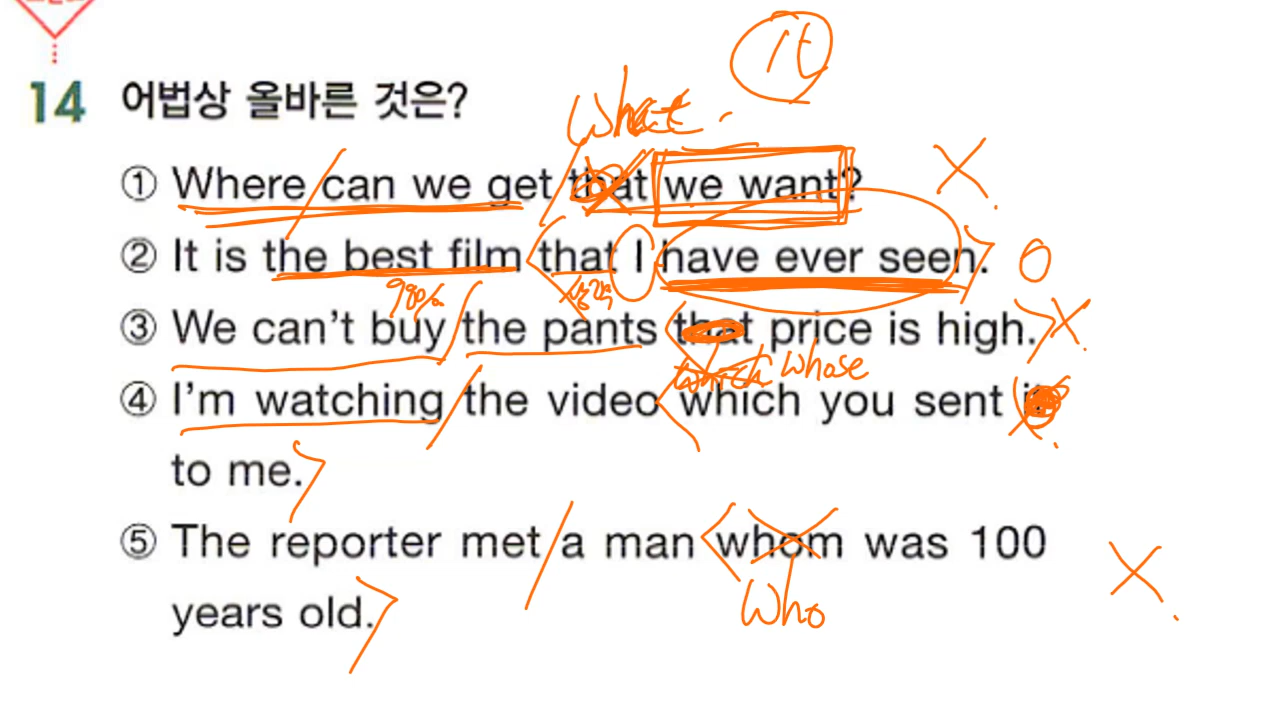 it
14 어법상 올바른 것은?
what
① Where can we get that we want?
② It is the best film that I have ever seen.
생략
③ We can't buy the pants that price is high.
which whose
④ I'm watching the video which you sent it
to me.
⑤ The reporter met a man whom was 100
who
years old.